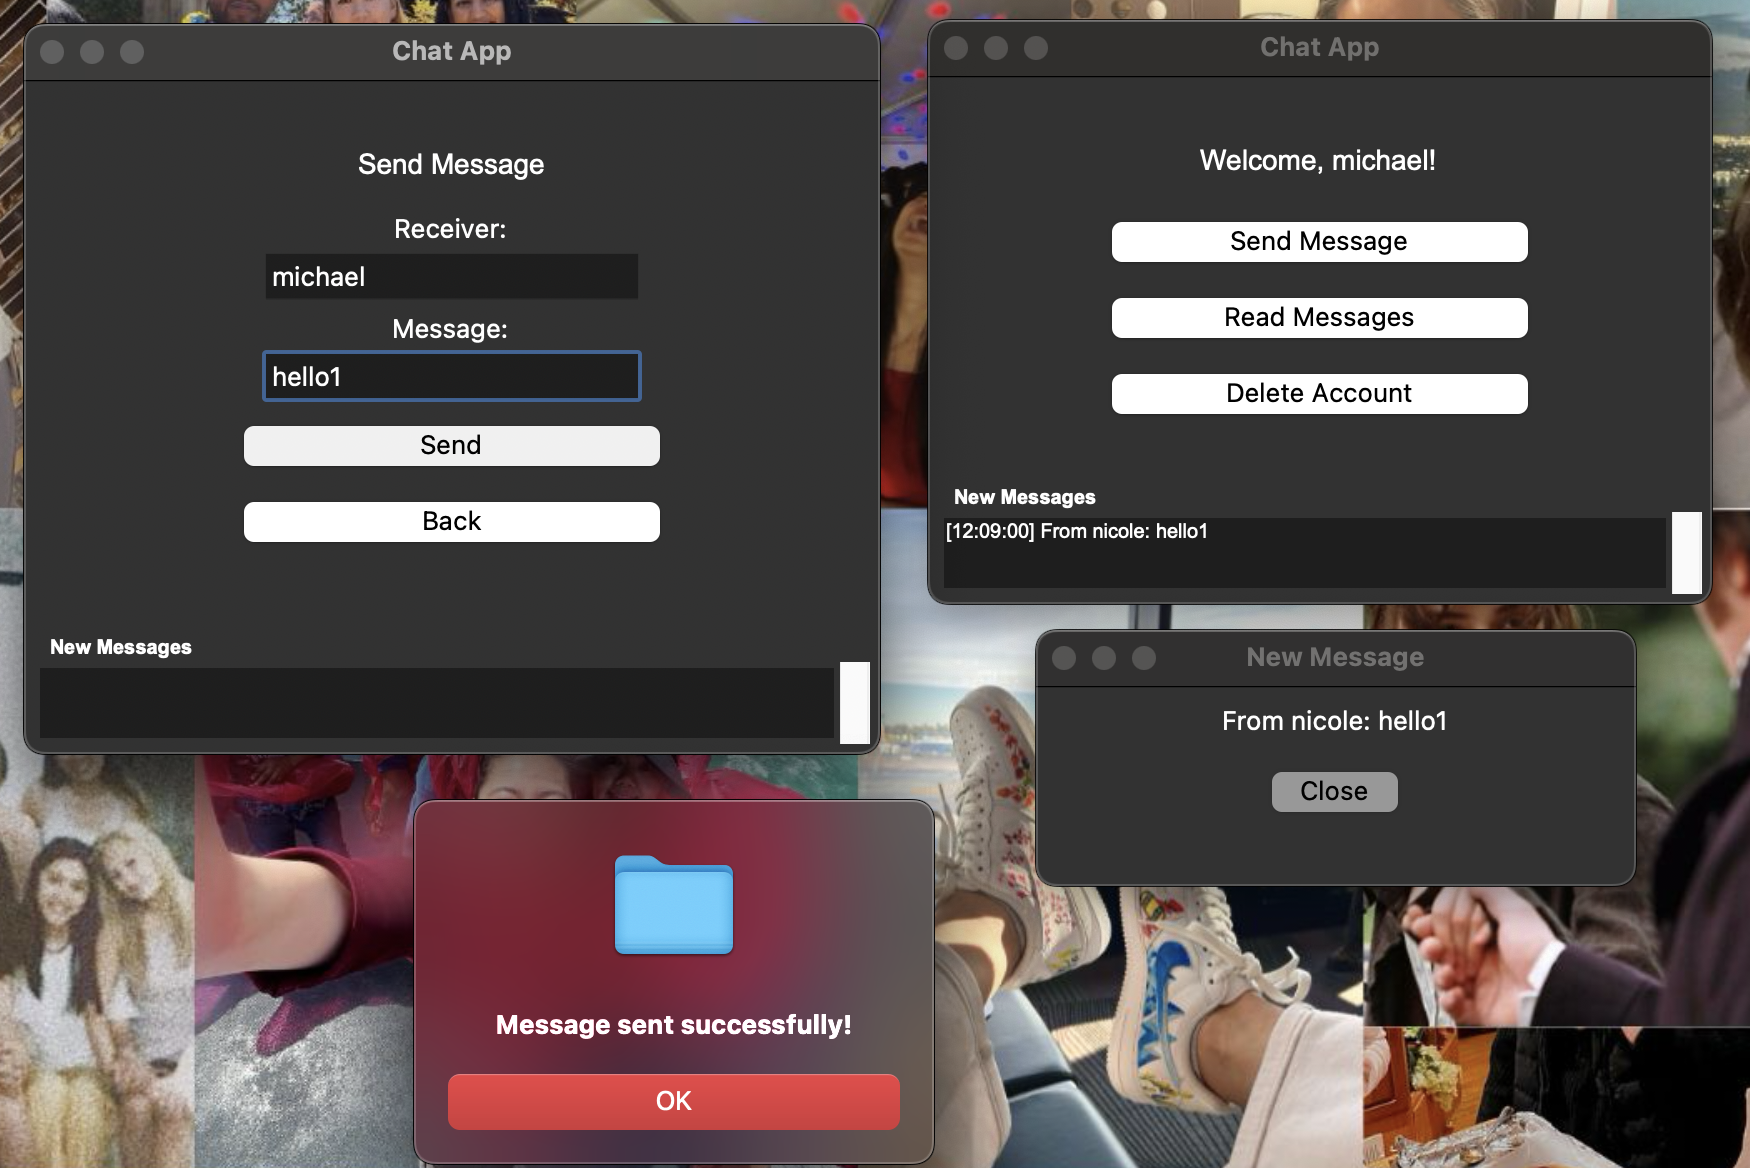 Chat App
Send Message
Receiver:
michael
Message:
hello1
Send
Back
New Messages
Chat App
Welcome, michael!
Send Message
Read Messages
Delete Account
New Messages
[12:09:00] From nicole: hello1
New Message
From nicole: hello1
Close
Message sent successfully!
OK